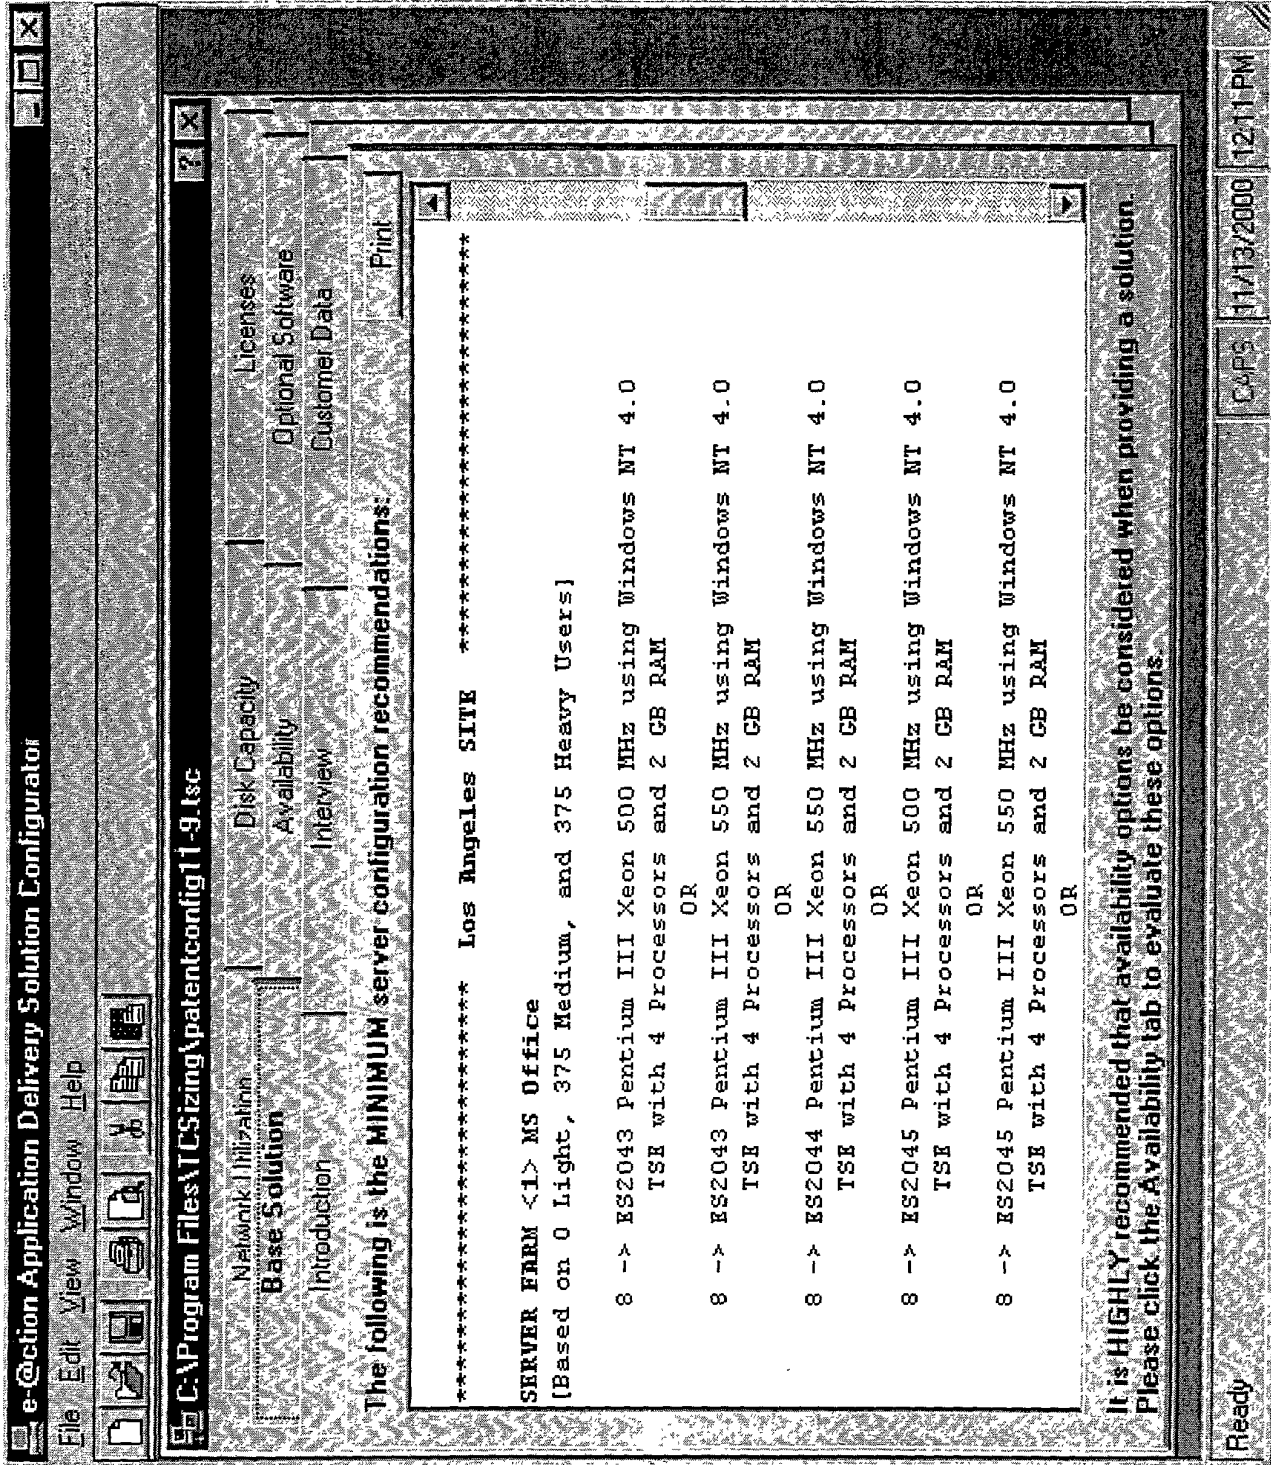 e-@ction Application Delivery Solution Configurator
File Edit View Window Help
C:\Program Files\TCSizing\patentconfig11-9.tsc
Network Utilization Disk Capacity Licenses
Base Solution Availability Optional Software
Introduction Interview Customer Data
The following is the MINIMUM server configuration recommendations:
Print
************************ Los Angeles SITE ************************
SERVER FARM <1> MS Office
[Based on 0 Light, 375 Medium, and 375 Heavy Users]
8 -> ES2043 Pentium III Xeon 500 MHz using Windows NT 4.0
TSE with 4 Processors and 2 GB RAM
OR
8 -> ES2043 Pentium III Xeon 550 MHz using Windows NT 4.0
TSE with 4 Processors and 2 GB RAM
OR
8 -> ES2044 Pentium III Xeon 550 MHz using Windows NT 4.0
TSE with 4 Processors and 2 GB RAM
OR
8 -> ES2045 Pentium III Xeon 500 MHz using Windows NT 4.0
TSE with 4 Processors and 2 GB RAM
OR
8 -> ES2045 Pentium III Xeon 550 MHz using Windows NT 4.0
TSE with 4 Processors and 2 GB RAM
OR
It is HIGHLY recommended that availability options be considered when providing a solution.
Please click the Availability tab to evaluate these options.
Ready CAPS 11/13/2000 12:11 PM